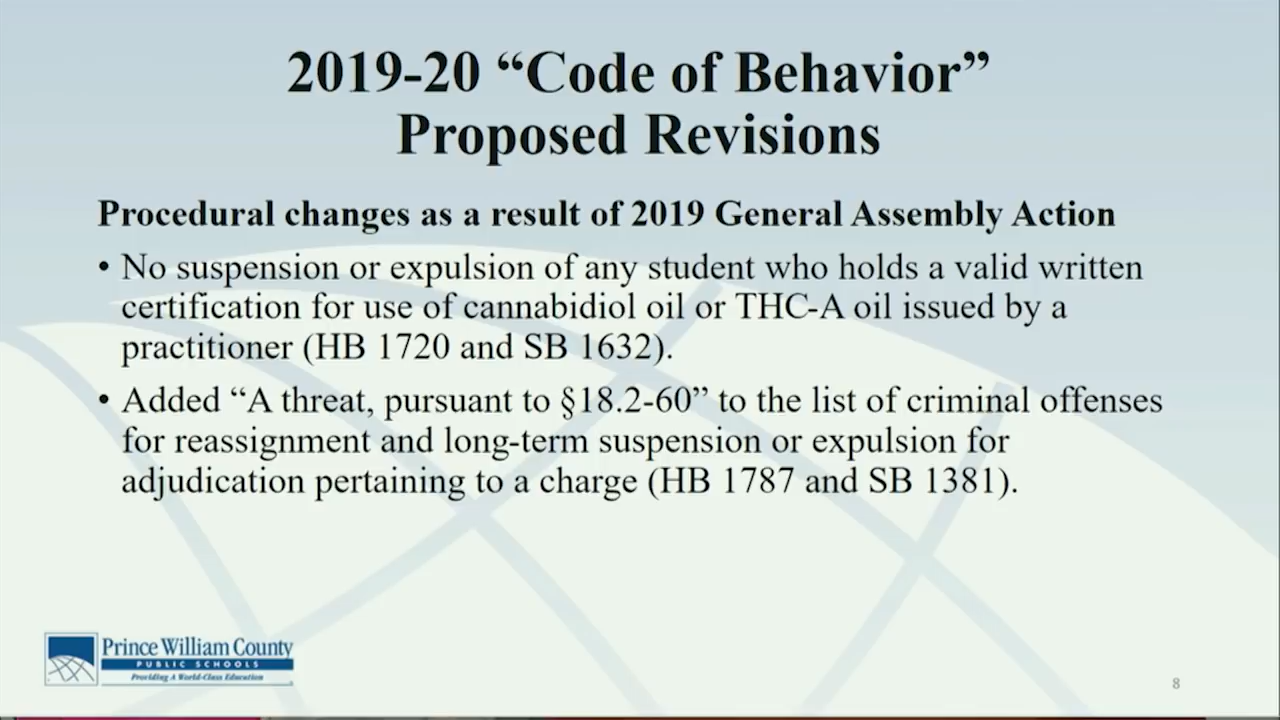 2019-20 “Code of Behavior”
Proposed Revisions
Procedural changes as a result of 2019 General Assembly Action
• No suspension or expulsion of any student who holds a valid written
certification for use of cannabidiol oil or THC-A oil issued by a
practitioner (HB 1720 and SB 1632).
• Added “A threat, pursuant to §18.2-60” to the list of criminal offenses
for reassignment and long-term suspension or expulsion for
adjudication pertaining to a charge (HB 1787 and SB 1381).
Prince William County
PUBLIC SCHOOLS
Providing A World-Class Education
8